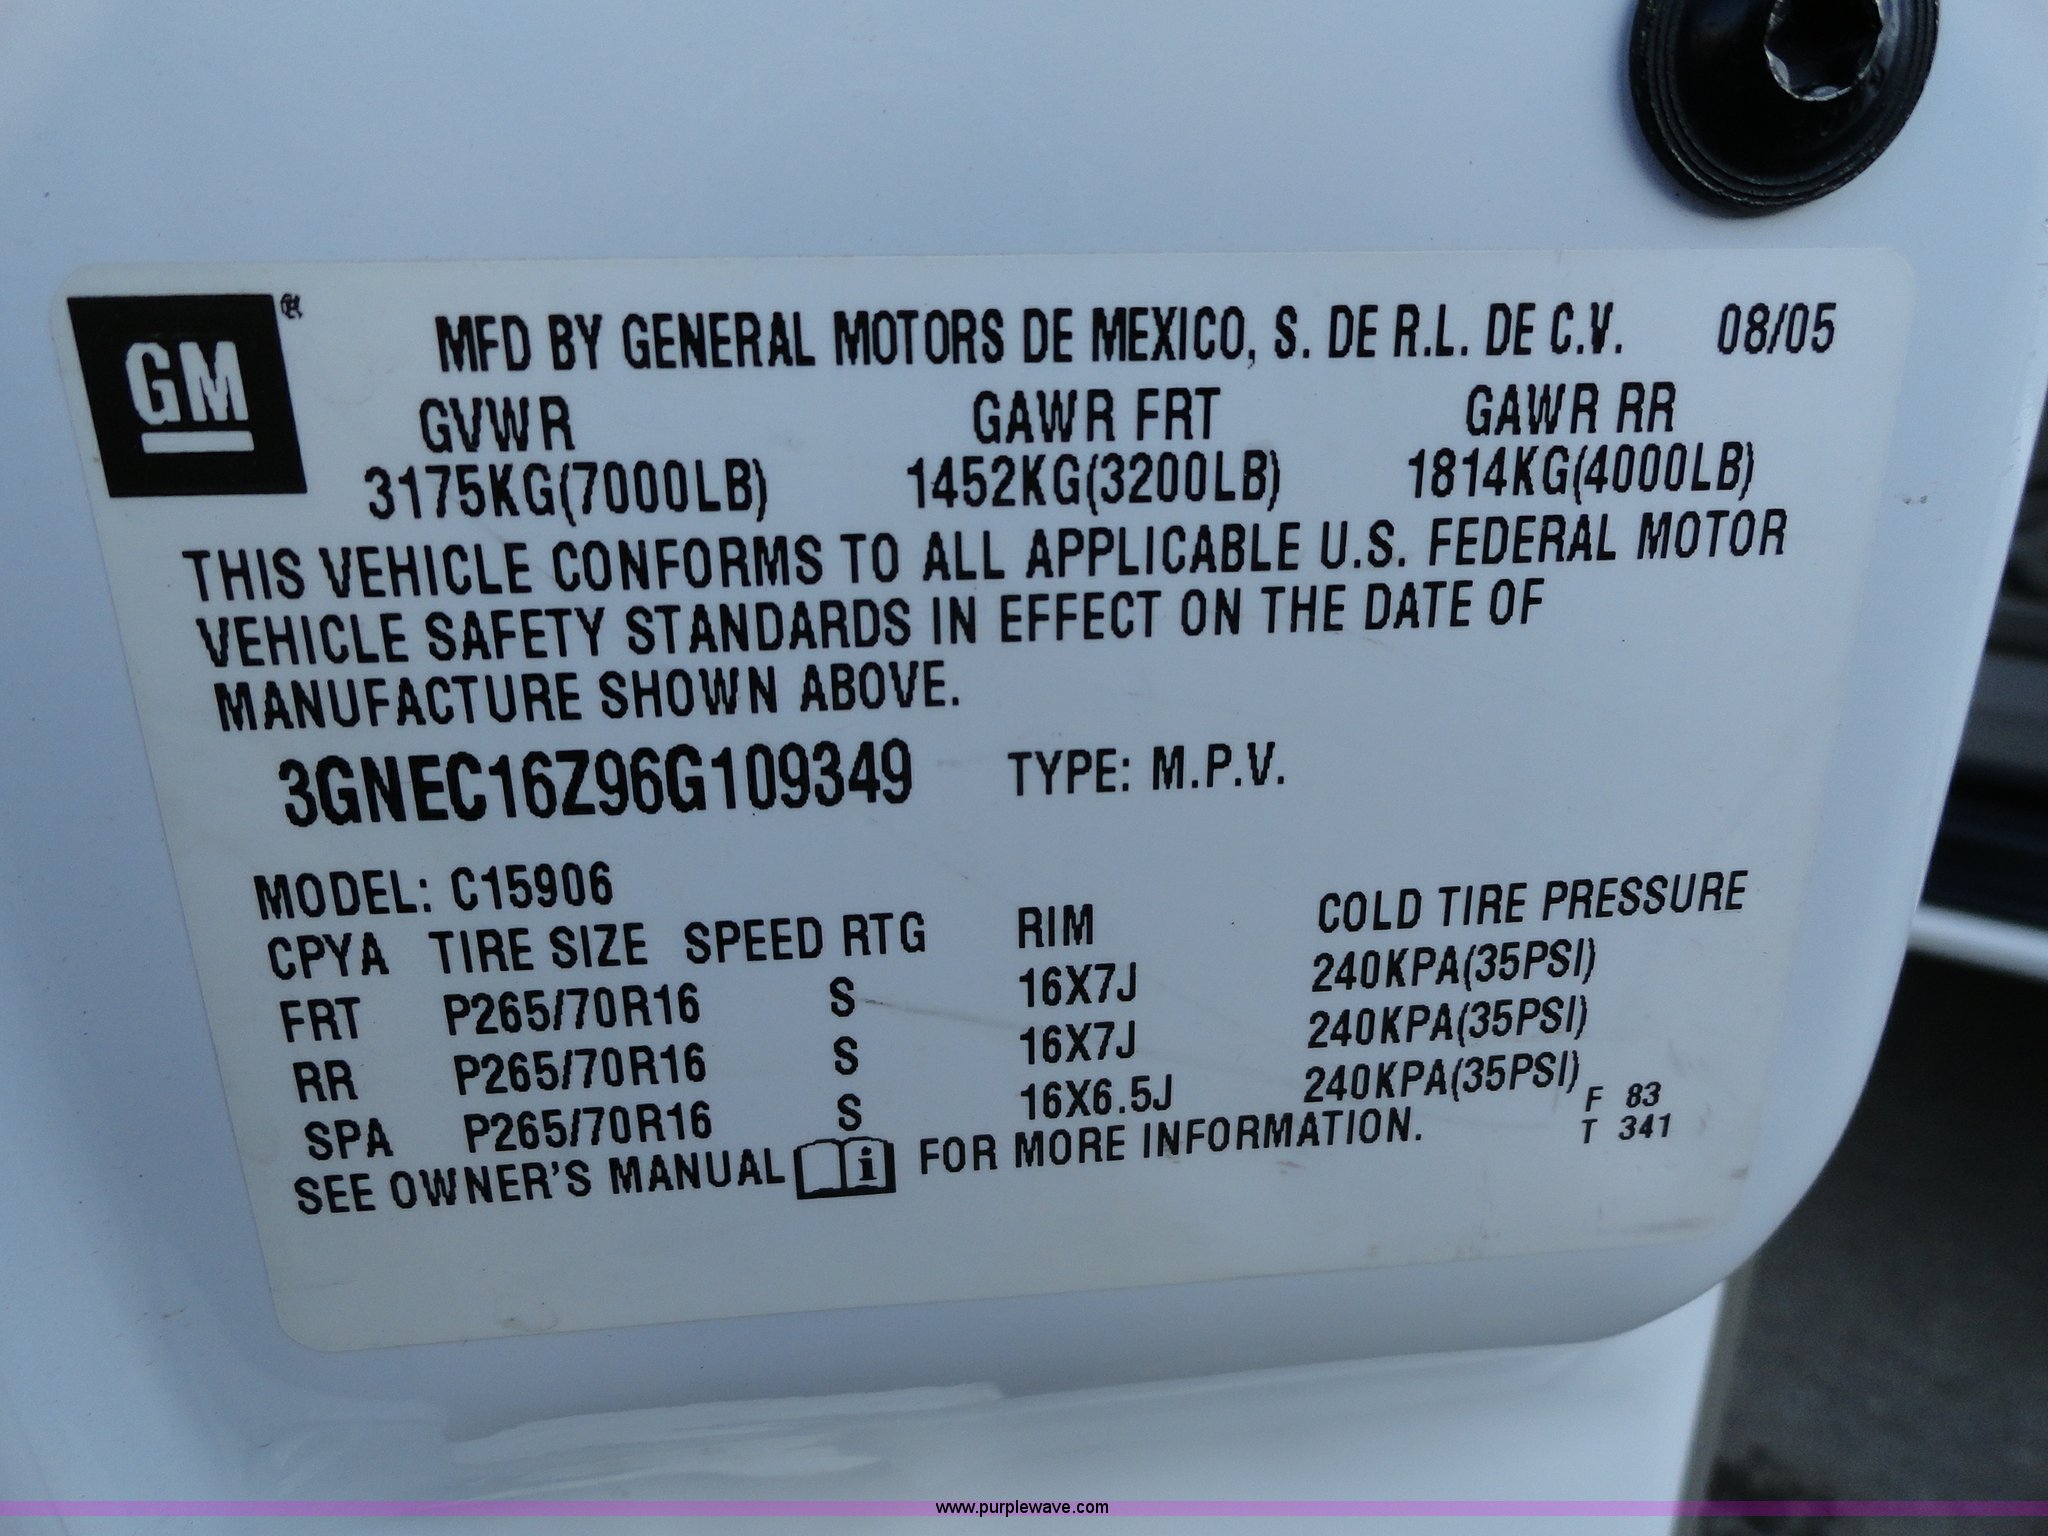 GM ®
MFD BY GENERAL MOTORS DE MEXICO, S. DE R.L. DE C.V. 08/05
GVWR GAWR FRT GAWR RR
3175KG(7000LB) 1452KG(3200LB) 1814KG(4000LB)
THIS VEHICLE CONFORMS TO ALL APPLICABLE U.S. FEDERAL MOTOR
VEHICLE SAFETY STANDARDS IN EFFECT ON THE DATE OF
MANUFACTURE SHOWN ABOVE.
3GNEC16Z96G109349 TYPE: M.P.V.
MODEL: C15906
CPYA TIRE SIZE SPEED RTG RIM COLD TIRE PRESSURE
FRT P265/70R16 S 16X7J 240KPA(35PSI)
RR P265/70R16 S 16X7J 240KPA(35PSI)
SPA P265/70R16 S 16X6.5J 240KPA(35PSI)
SEE OWNER'S MANUAL i FOR MORE INFORMATION.
F 83
T 341
www.purplewave.com